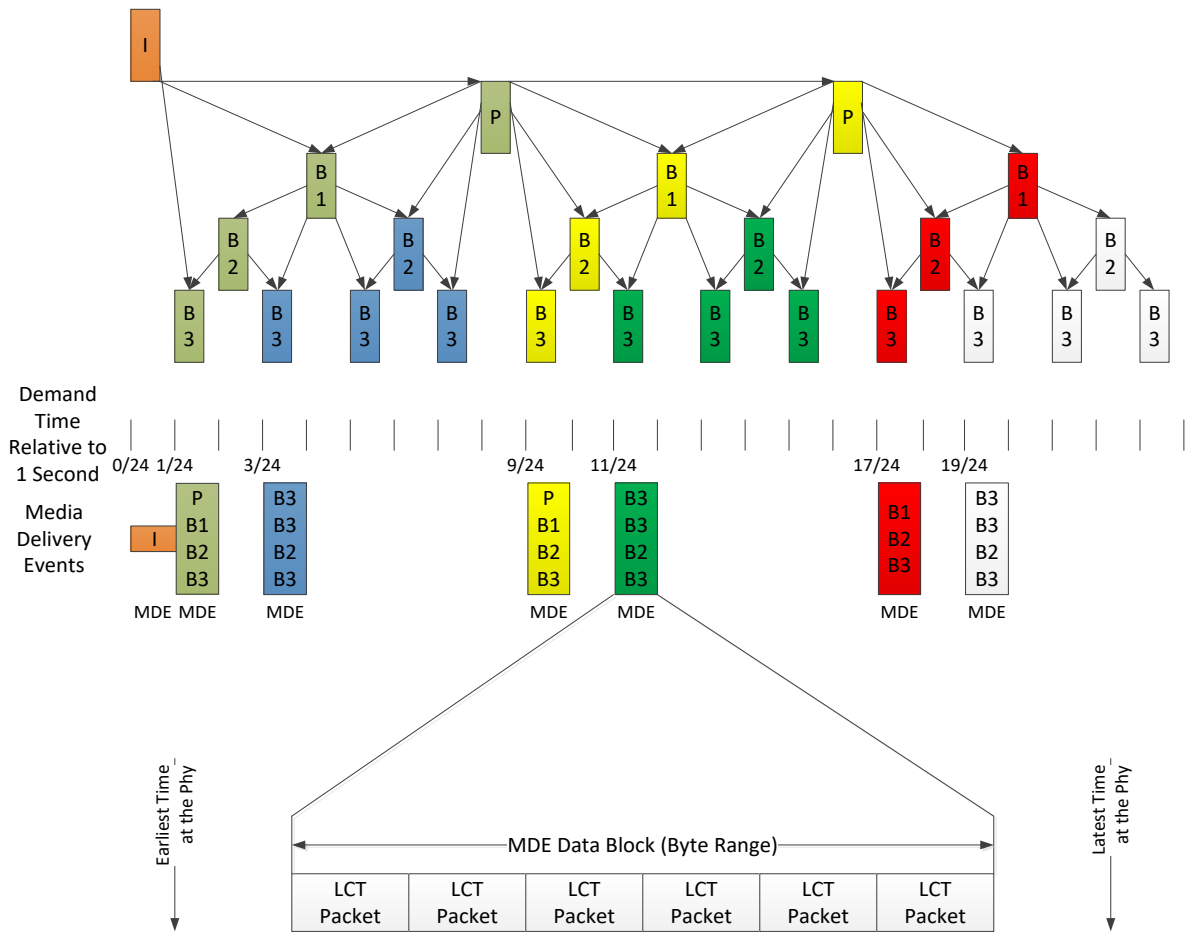 I
P
P
B
1
B
1
B
1
B
2
B
2
B
2
B
2
B
2
B
2
B
3
B
3
B
3
B
3
B
3
B
3
B
3
B
3
B
3
B
3
B
3
B
3
Demand
Time
Relative to
1 Second
0/24 1/24 3/24 9/24 11/24 17/24 19/24
Media
Delivery
Events
I
P
B1
B2
B3
B3
B3
B2
B3
P
B1
B2
B3
B3
B3
B2
B3
B1
B2
B3
B3
B3
B2
B3
MDE MDE MDE MDE MDE MDE MDE
Earliest Time
at the Phy
Latest Time
at the Phy
MDE Data Block (Byte Range)
LCT
Packet
LCT
Packet
LCT
Packet
LCT
Packet
LCT
Packet
LCT
Packet